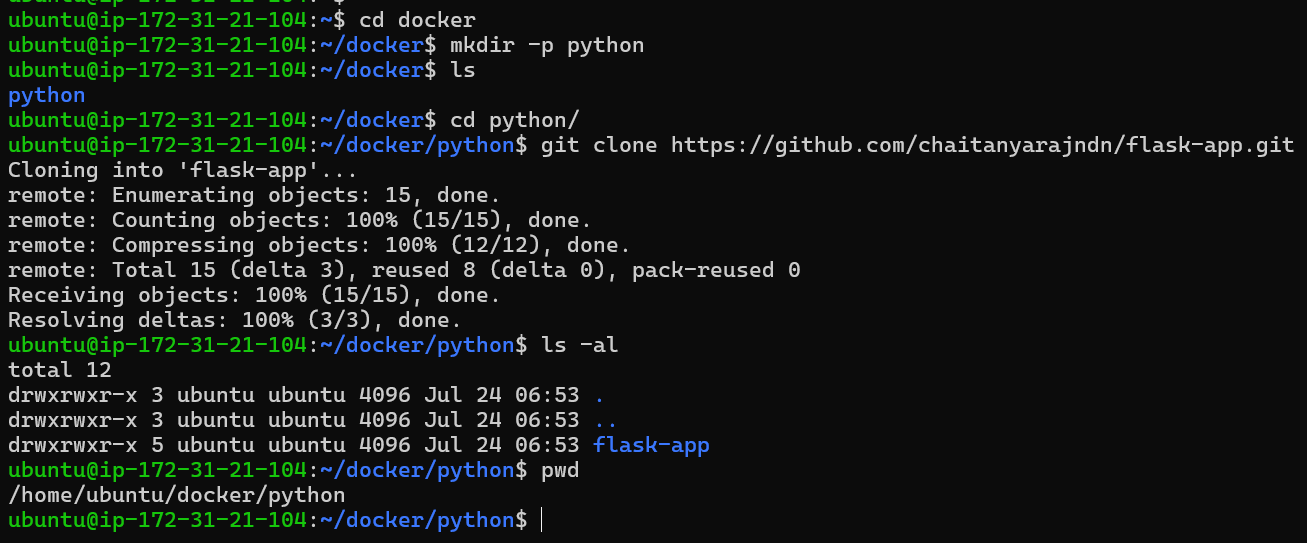 ubuntu@ip-172-31-21-104:~$ cd docker
ubuntu@ip-172-31-21-104:~/docker$ mkdir -p python
ubuntu@ip-172-31-21-104:~/docker$ ls
python
ubuntu@ip-172-31-21-104:~/docker$ cd python/
ubuntu@ip-172-31-21-104:~/docker/python$ git clone https://github.com/chaitanyarajndn/flask-app.git
Cloning into 'flask-app'...
remote: Enumerating objects: 15, done.
remote: Counting objects: 100% (15/15), done.
remote: Compressing objects: 100% (12/12), done.
remote: Total 15 (delta 3), reused 8 (delta 0), pack-reused 0
Receiving objects: 100% (15/15), done.
Resolving deltas: 100% (3/3), done.
ubuntu@ip-172-31-21-104:~/docker/python$ ls -al
total 12
drwxrwxr-x 3 ubuntu ubuntu 4096 Jul 24 06:53 .
drwxrwxr-x 3 ubuntu ubuntu 4096 Jul 24 06:53 ..
drwxrwxr-x 5 ubuntu ubuntu 4096 Jul 24 06:53 flask-app
ubuntu@ip-172-31-21-104:~/docker/python$ pwd
/home/ubuntu/docker/python
ubuntu@ip-172-31-21-104:~/docker/python$